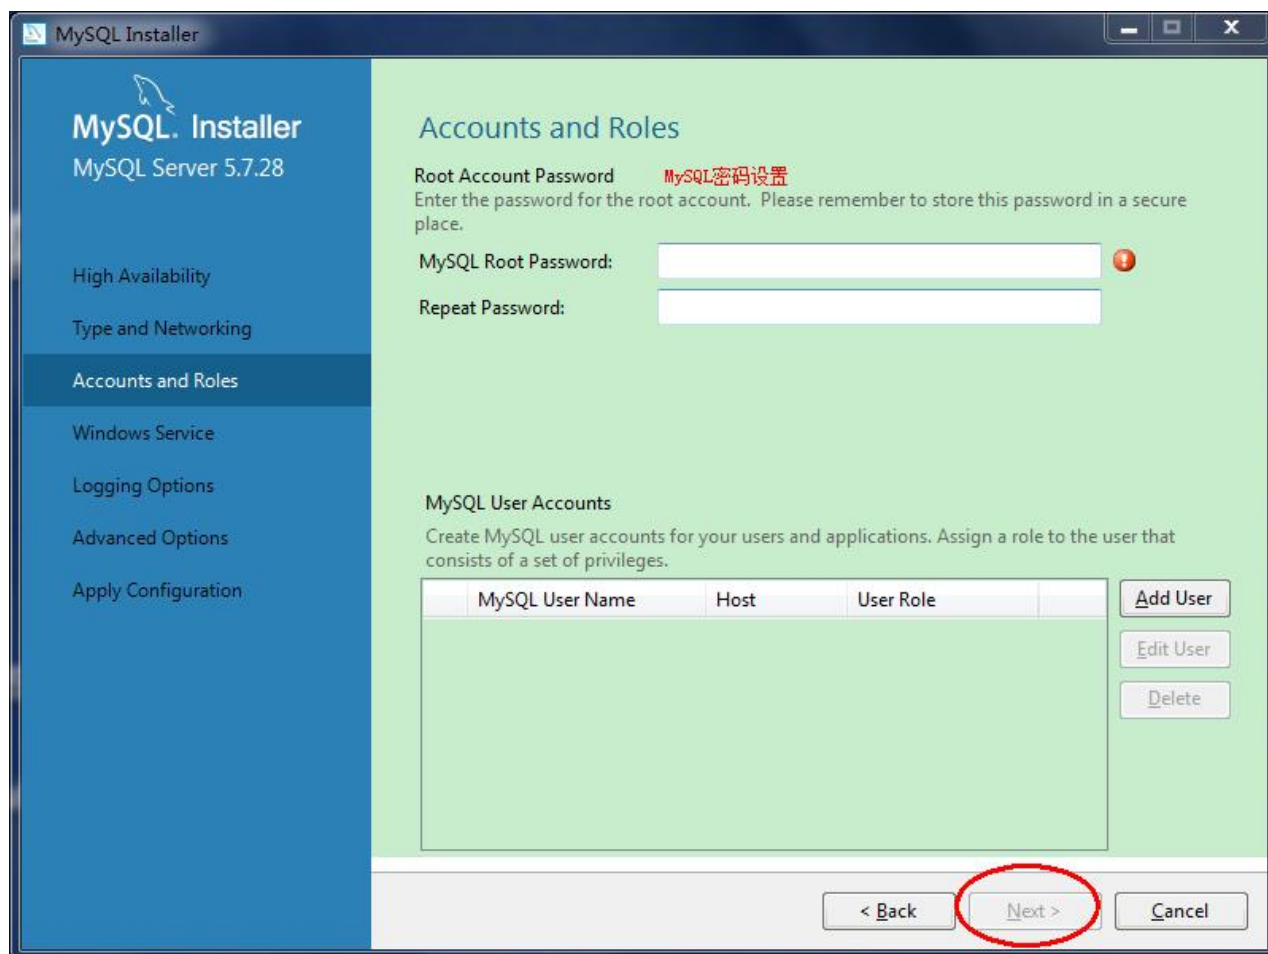 MySQL Installer
MySQL. Installer
MySQL Server 5.7.28
High Availability
Type and Networking
Accounts and Roles
Windows Service
Logging Options
Advanced Options
Apply Configuration
Accounts and Roles
Root Account Password MySQL密码设置
Enter the password for the root account. Please remember to store this password in a secure
place.
MySQL Root Password:
Repeat Password:
MySQL User Accounts
Create MySQL user accounts for your users and applications. Assign a role to the user that
consists of a set of privileges.
MySQL User Name Host User Role
Add User
Edit User
Delete
< Back Next > Cancel